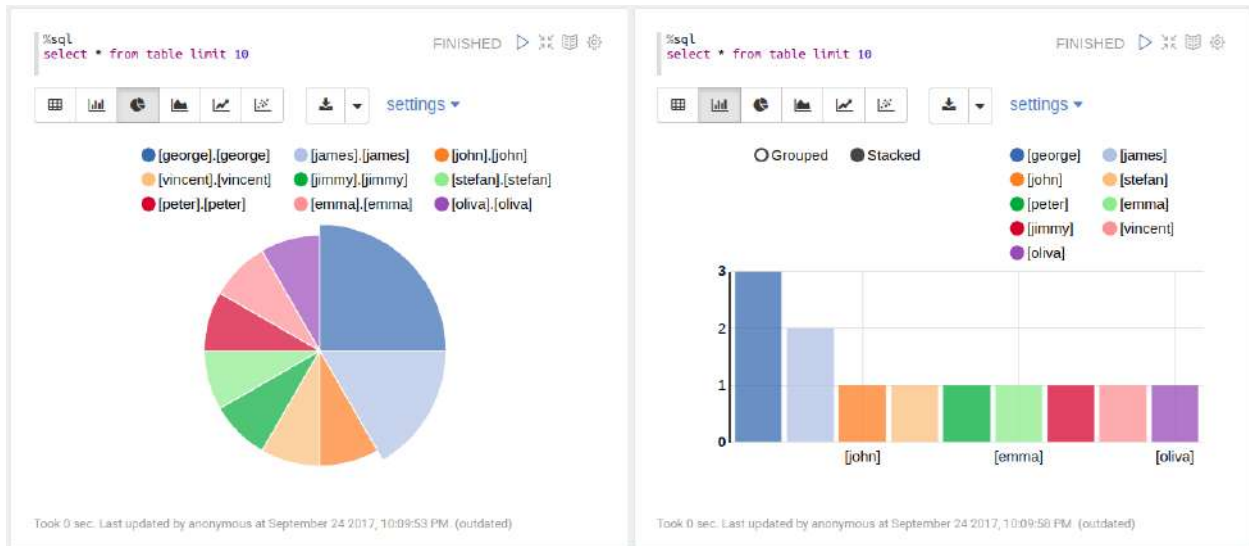 %sql
select * from table limit 10
FINISHED
settings
[george].[george] [james].[james] [john].[john]
[vincent].[vincent] [jimmy].[jimmy] [stefan].[stefan]
[peter].[peter] [emma].[emma] [oliva].[oliva]
Took 0 sec. Last updated by anonymous at September 24 2017, 10:09:53 PM. (outdated)
%sql
select * from table limit 10
FINISHED
settings
Grouped Stacked
[george] [james]
[john] [stefan]
[peter] [emma]
[jimmy] [vincent]
[oliva]
3
2
1
0
[john] [emma] [oliva]
Took 0 sec. Last updated by anonymous at September 24 2017, 10:09:58 PM. (outdated)